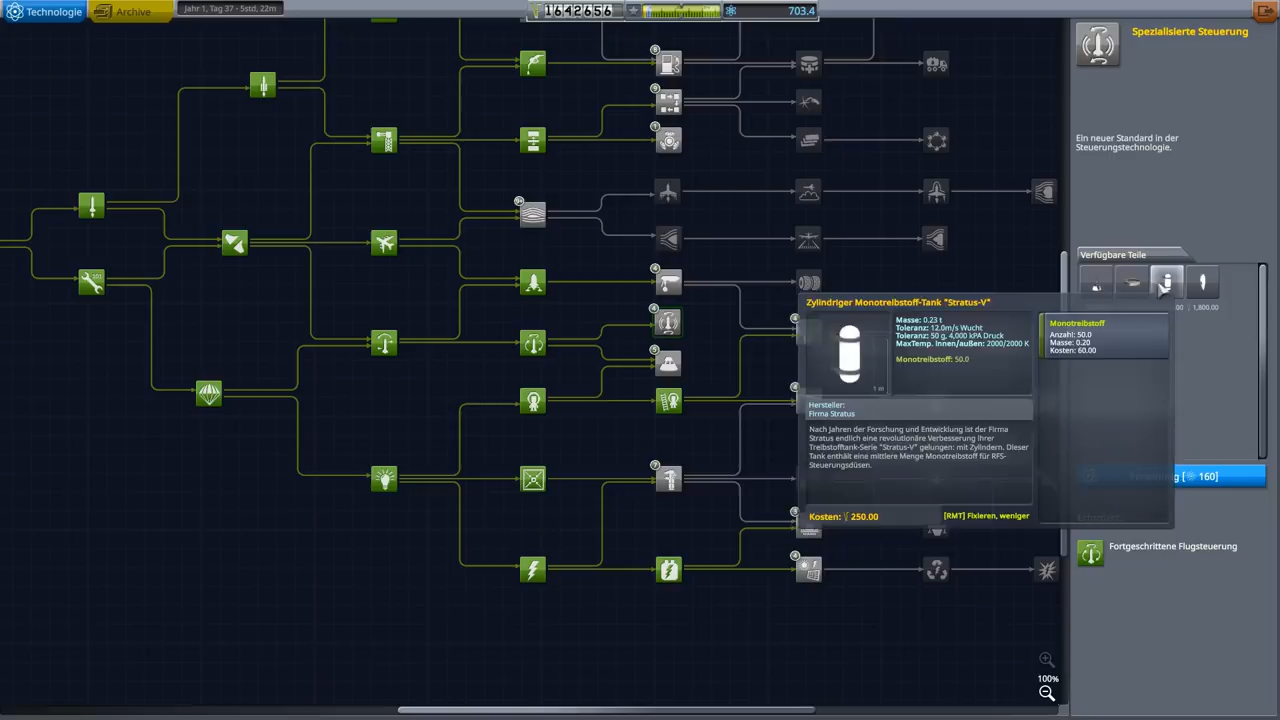 Technologie
Archive
Jahr 1, Tag 37 - 5std, 22m
1642656
703.4
Spezialisierte Steuerung
Ein neuer Standard in der
Steuerungstechnologie.
Verfügbare Teile
00 | 1,800.00
Zylindriger Monotreibstoff-Tank "Stratus-V"
Masse: 0.23 t
Toleranz: 12.0m/s Wucht
Toleranz: 50 g, 4,000 kPA Druck
MaxTemp. Innen/außen: 2000/2000 K
Monotreibstoff: 50.0
1 m
Monotreibstoff
Anzahl: 50.0
Masse: 0.20
Kosten: 60.00
Hersteller:
Firma Stratus
Nach Jahren der Forschung und Entwicklung ist der Firma
Stratus endlich eine revolutionäre Verbesserung ihrer
Treibstofftank-Serie "Stratus-V" gelungen: mit Zylindern. Dieser
Tank enthält eine mittlere Menge Monotreibstoff für RFS-
Steuerungsdüsen.
Kosten: 250.00
[RMT] Fixieren, weniger
g [160]
Fortgeschrittene Flugsteuerung
100%